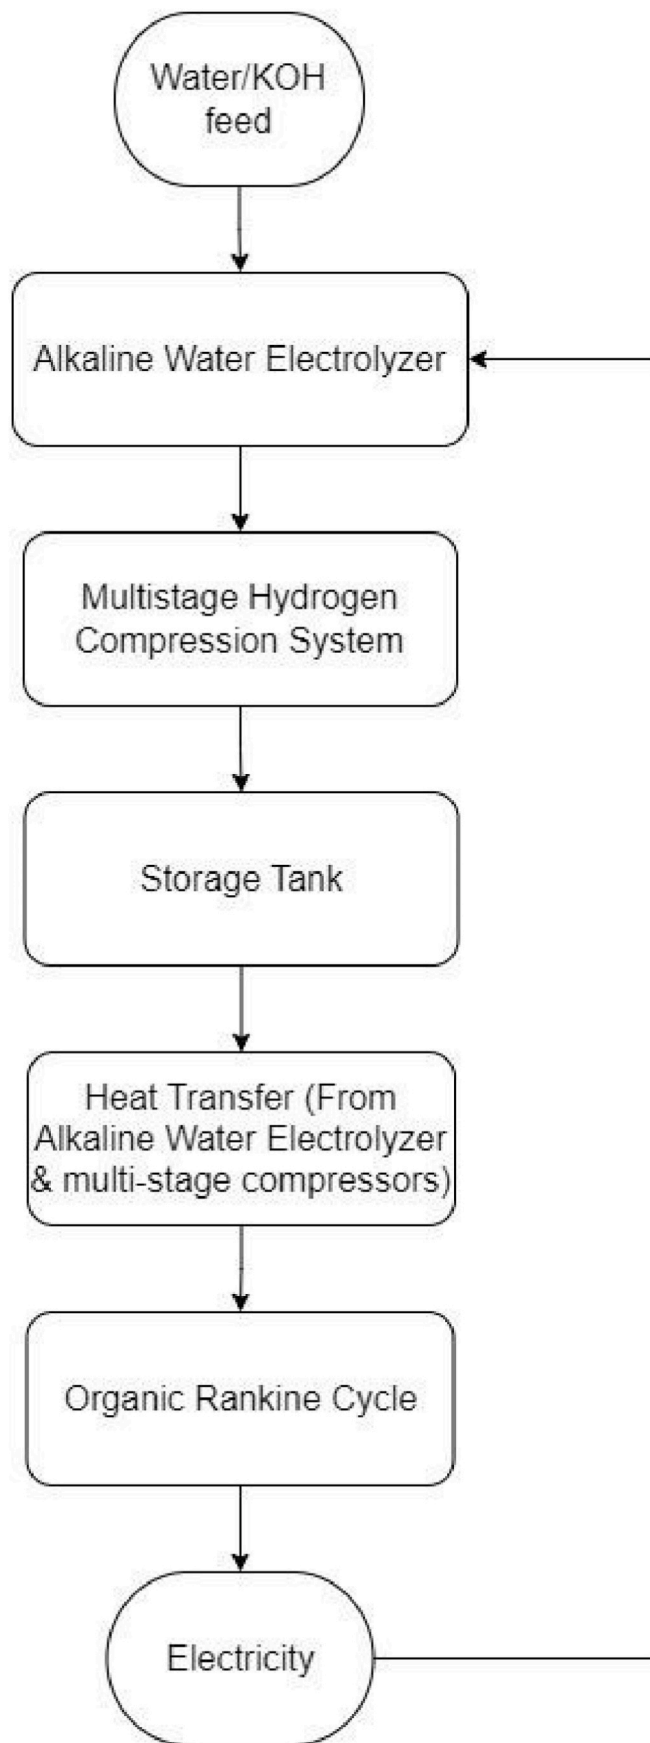 Water/KOH
feed
Alkaline Water Electrolyzer
Multistage Hydrogen
Compression System
Storage Tank
Heat Transfer (From
Alkaline Water Electrolyzer
& multi-stage compressors)
Organic Rankine Cycle
Electricity